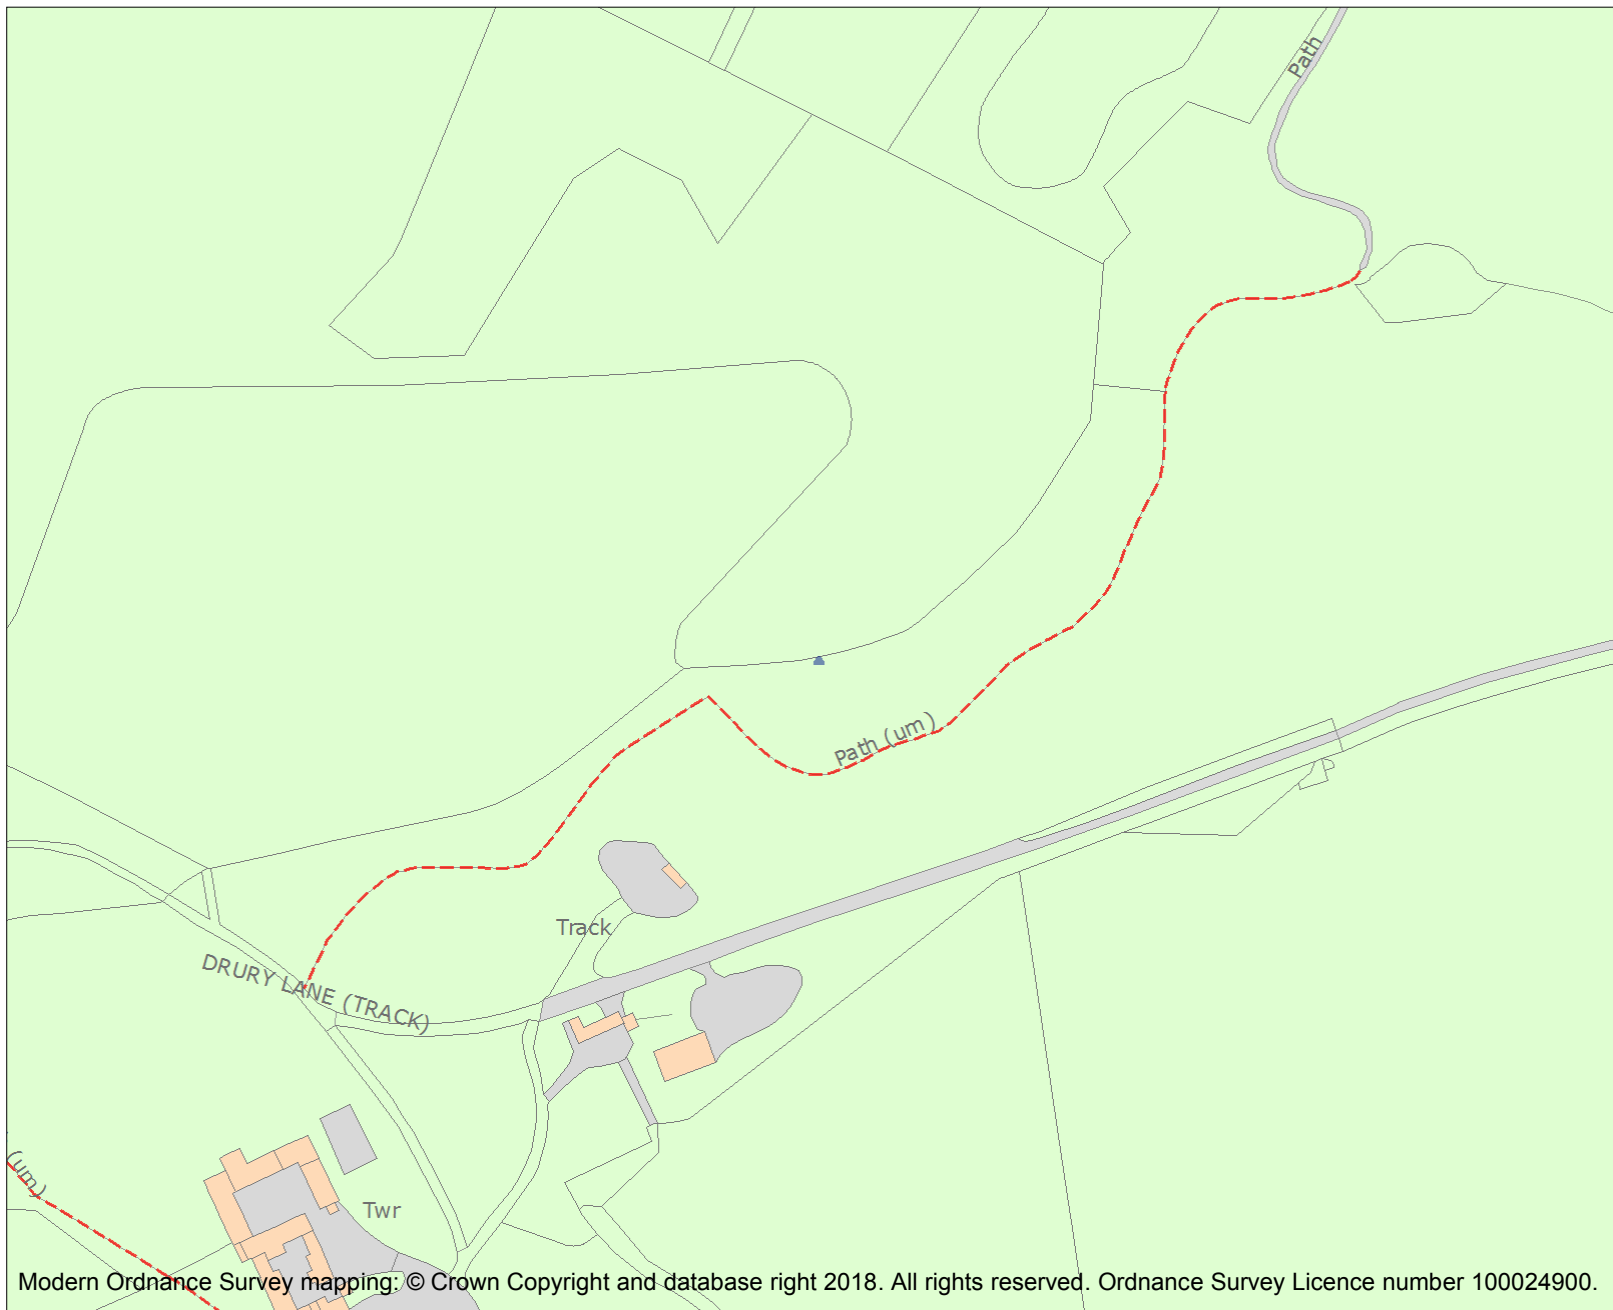 Path
Path (um)
Track
DRURY LANE (TRACK)
(um)
Twr
Modern Ordnance Survey mapping: © Crown Copyright and database right 2018. All rights reserved. Ordnance Survey Licence number 100024900.